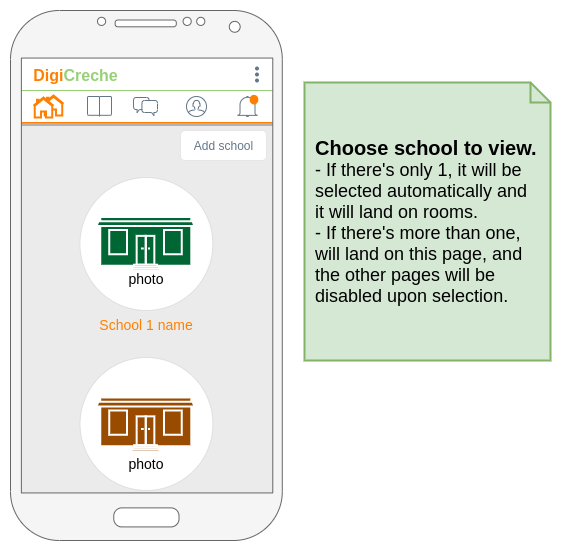 DigiCreche
Add school
photo
School 1 name
photo
Choose school to view.
- If there's only 1, it will be
selected automatically and
it will land on rooms.
- If there's more than one,
will land on this page, and
the other pages will be
disabled upon selection.